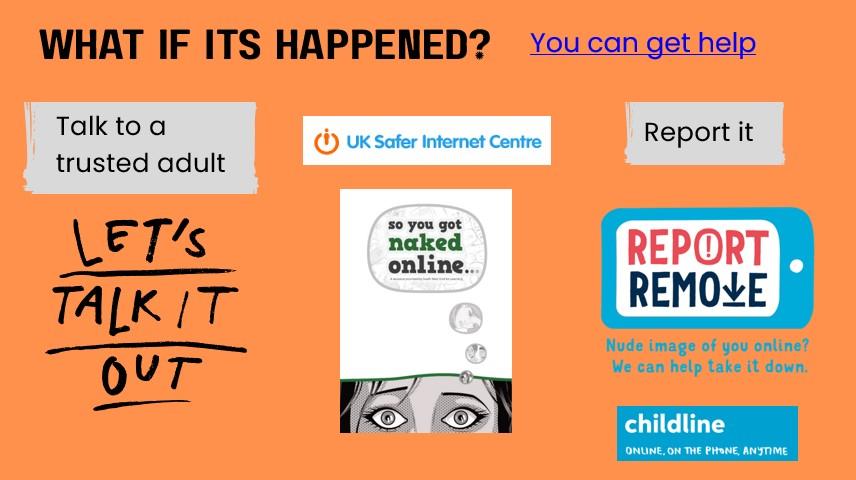 WHAT IF ITS HAPPENED?
You can get help
Talk to a
trusted adult
UK Safer Internet Centre
Report it
LET'S
TALK IT
OUT
so you got
naked
online...
REPORT
REMOVE
Nude image of you online?
We can help take it down.
childline
ONLINE, ON THE PHONE, ANYTIME